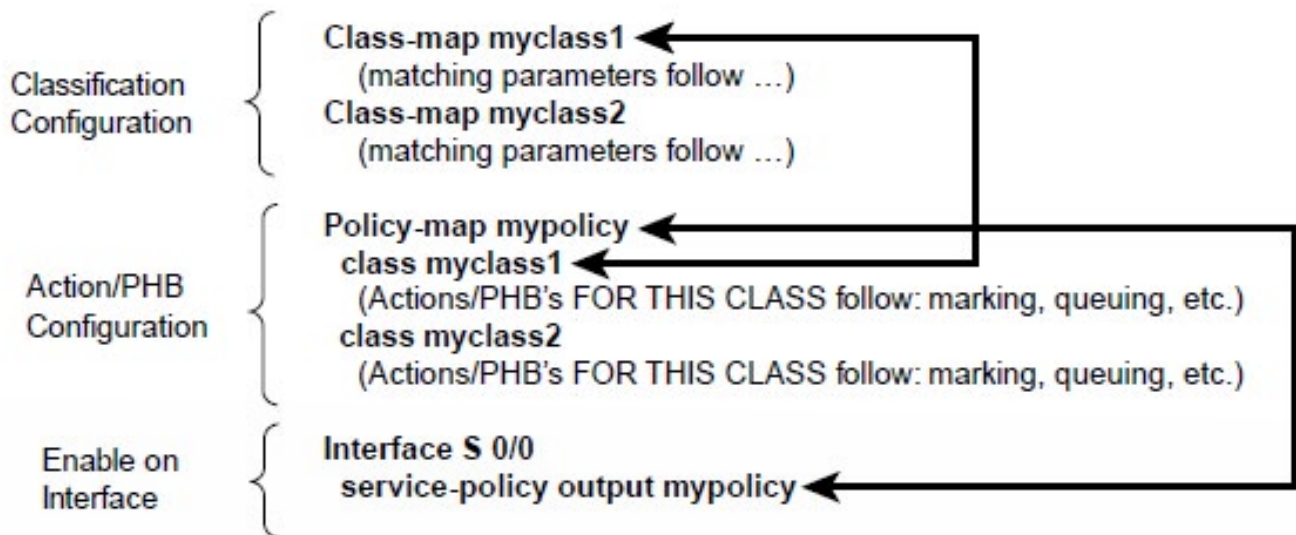 Classification
Configuration
Class-map myclass1
(matching parameters follow …)
Class-map myclass2
(matching parameters follow …)
Action/PHB
Configuration
Policy-map mypolicy
class myclass1
(Actions/PHB's FOR THIS CLASS follow: marking, queuing, etc.)
class myclass2
(Actions/PHB's FOR THIS CLASS follow: marking, queuing, etc.)
Enable on
Interface
Interface S 0/0
service-policy output mypolicy